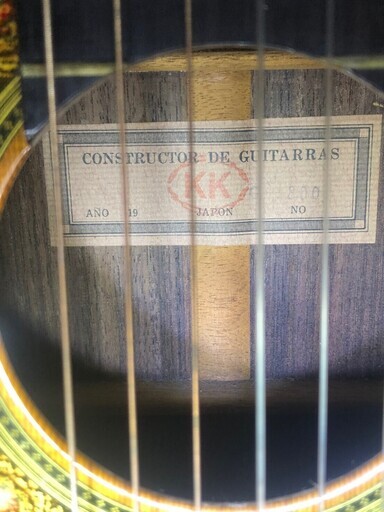 CONSTRUCTOR DE GUITARRAS
KK
AÑO 19 JAPON NO